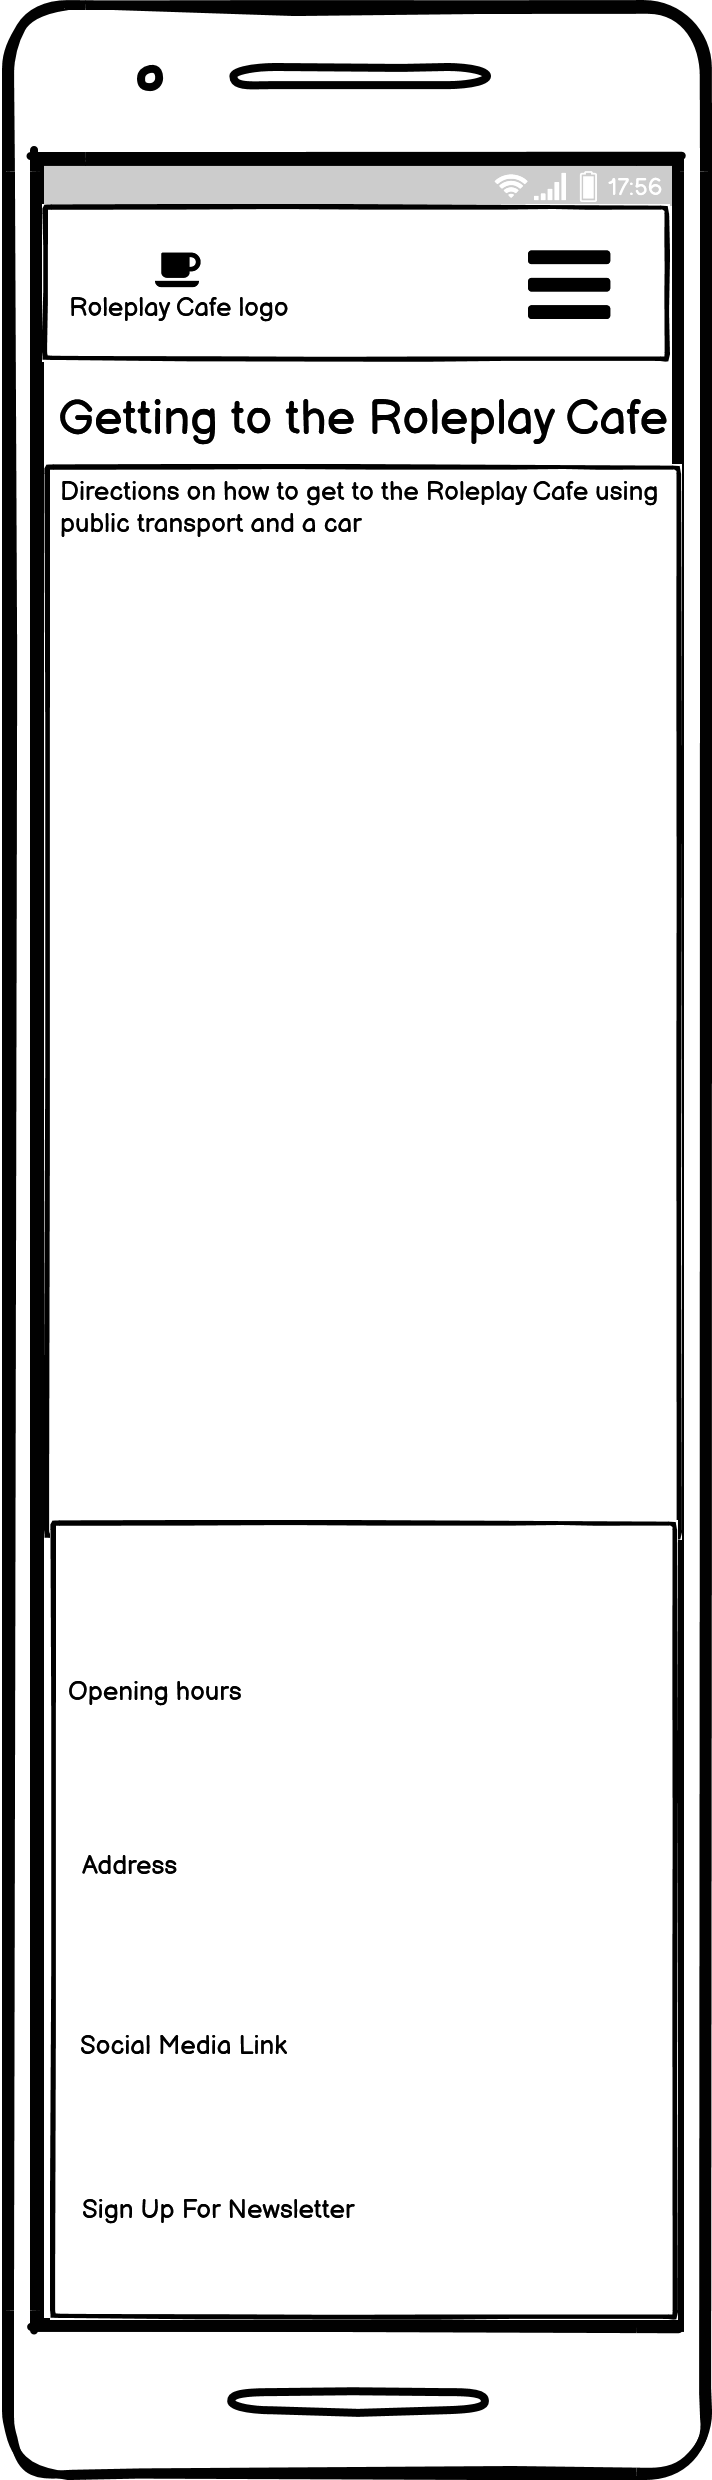 17:56
Roleplay Cafe logo
Getting to the Roleplay Cafe
Directions on how to get to the Roleplay Cafe using
public transport and a car
Opening hours
Address
Social Media Link
Sign Up For Newsletter